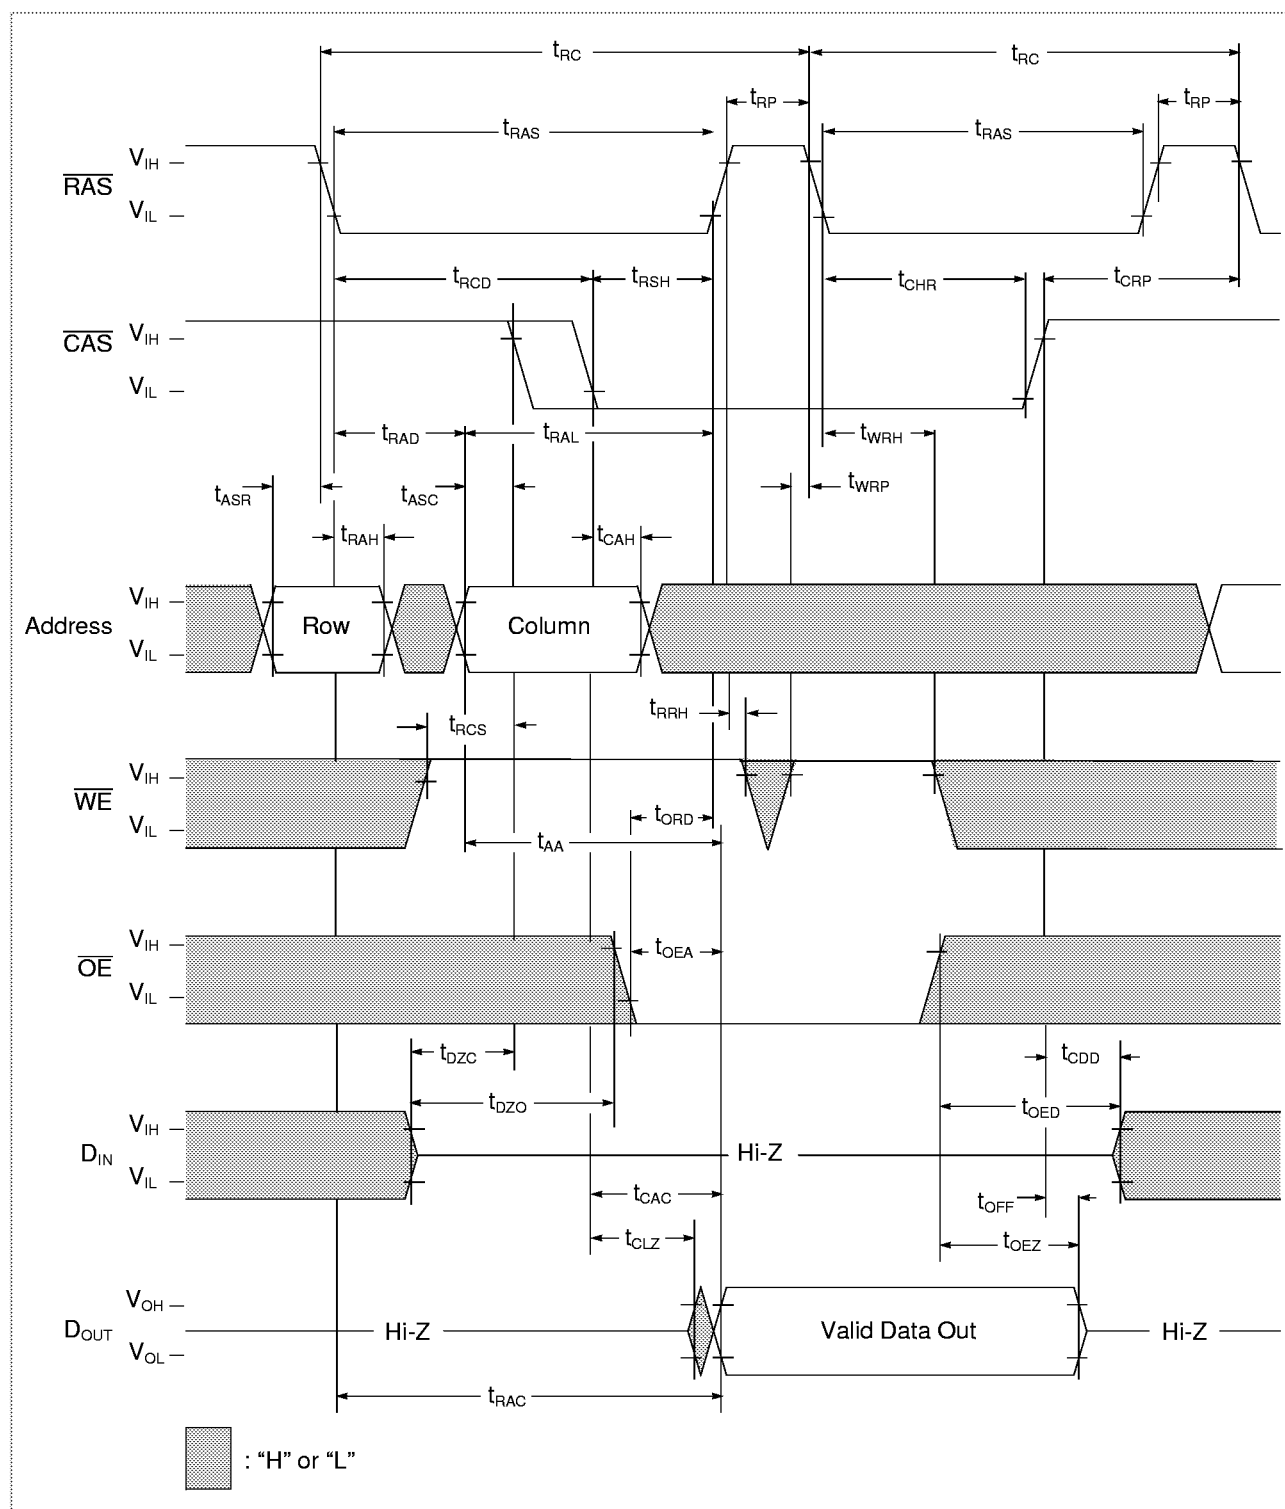 tRC tRC
tRP tRP
tRAS tRAS
RAS VIH
VIL
tRCD tRSH tCHR tCRP
CAS VIH
VIL
tRAD tRAL tWRH
tASR tASC tWRP
tRAH tCAH
Address VIH
Row Column
VIL
tRRH
tRCS
WE VIH
VIL
tORD
tAA
OE VIH
tOEA
VIL
tDZC tCDD
tDZO tOED
DIN VIH
Hi-Z
VIL
tCAC tOFF
tCLZ tOEZ
DOUT VOH
Hi-Z Valid Data Out Hi-Z
VOL
tRAC
: “H” or “L”